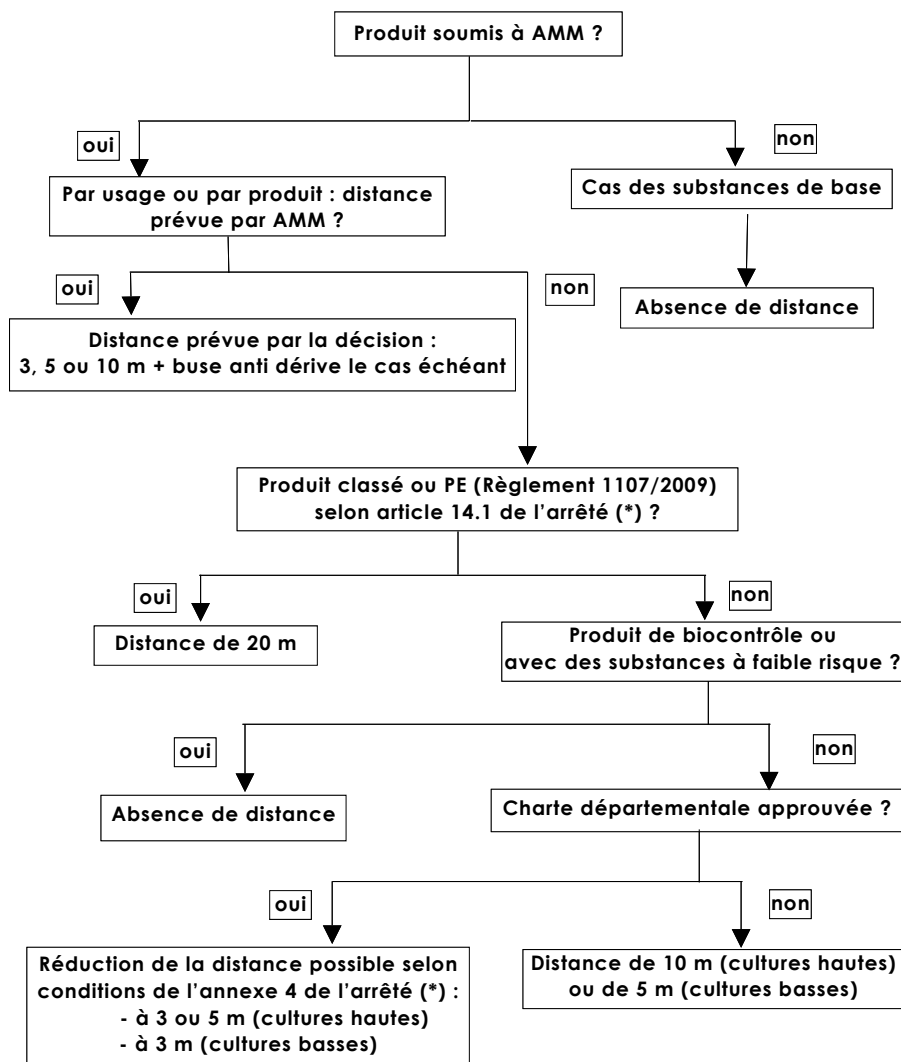 Produit soumis à AMM ?
oui
non
Par usage ou par produit : distance
prévue par AMM ?
Cas des substances de base
oui
non
Absence de distance
Distance prévue par la décision :
3, 5 ou 10 m + buse anti dérive le cas échéant
Produit classé ou PE (Règlement 1107/2009)
selon article 14.1 de l'arrêté (*) ?
oui
non
Distance de 20 m
Produit de biocontrôle ou
avec des substances à faible risque ?
oui
non
Absence de distance
Charte départementale approuvée ?
oui
non
Réduction de la distance possible selon
conditions de l'annexe 4 de l'arrêté (*) :
- à 3 ou 5 m (cultures hautes)
- à 3 m (cultures basses)
Distance de 10 m (cultures hautes)
ou de 5 m (cultures basses)